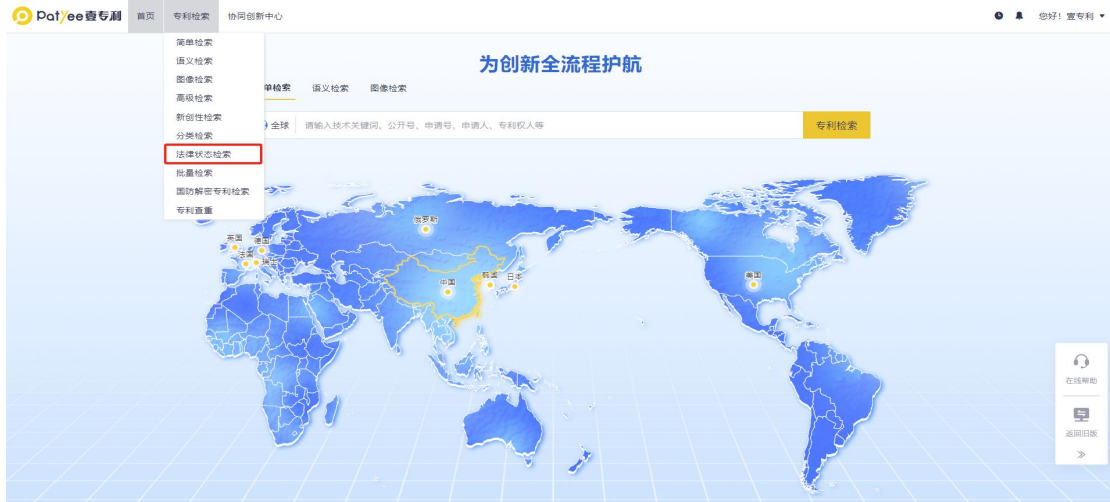 Patyee壹专利 首页 专利检索 协同创新中心 您好！壹专利
简单检索
语义检索
图像检索
高级检索
新创性检索
分类检索
法律状态检索
批量检索
国防解密专利检索
专利查重
为创新全流程护航
单检索 语义检索 图像检索
全球 请输入技术关键词、公开号、申请号、申请人、专利权人等 专利检索
俄罗斯
英国 德国
法国 瑞士
中国 韩国 日本
美国
在线帮助
返回旧版